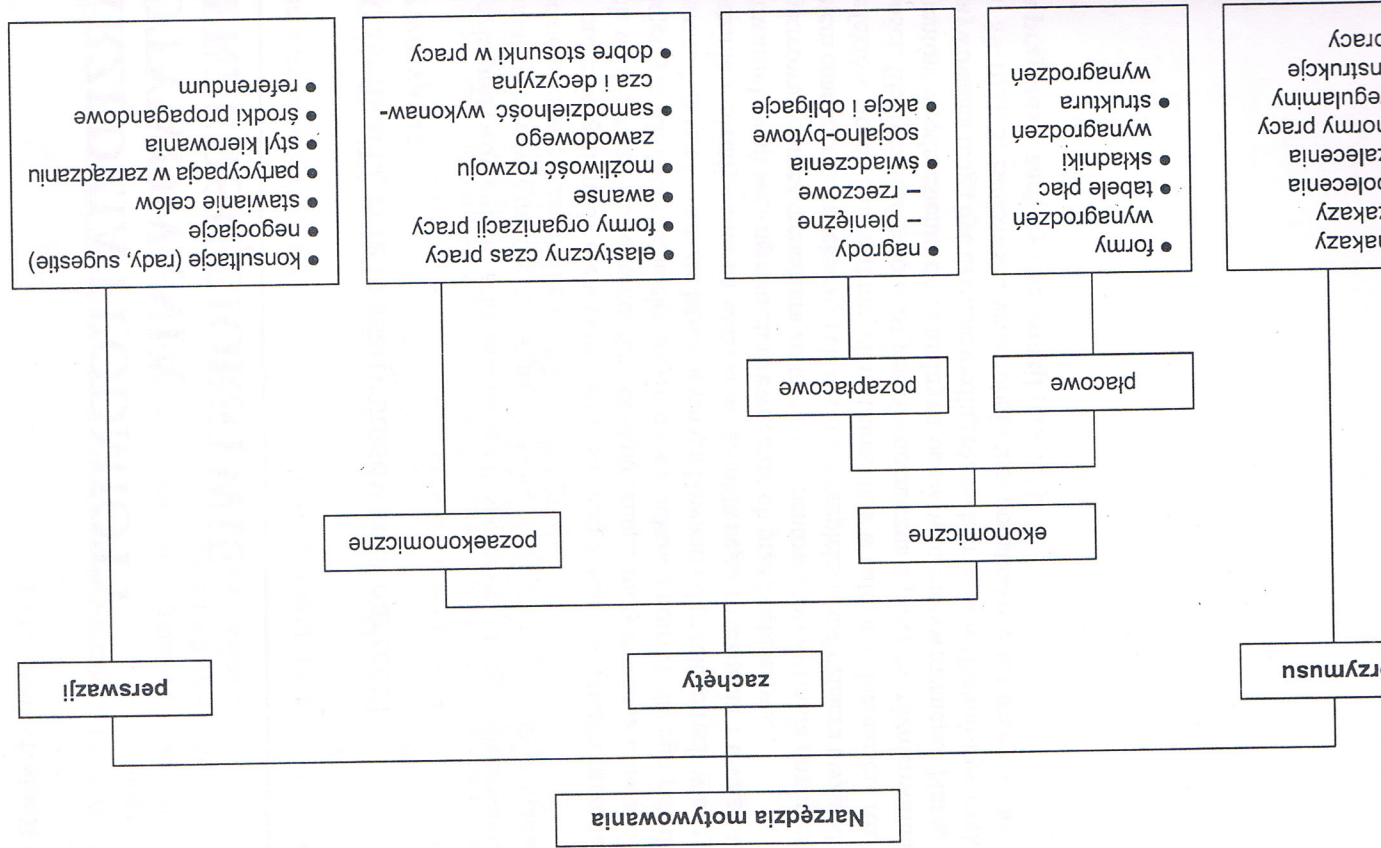 Narzędzia motywowania
rzymusu
zachęty
perswazji
ekonomiczne
pozaekonomiczne
płacowe
pozapłacowe
nakazy
zakazy
polecenia
zalecenia
normy pracy
regulaminy
instrukcje
pracy
• formy
wynagrodzeń
• tabele płac
• składniki
wynagrodzeń
• struktura
wynagrodzeń
• nagrody
– pieniężne
– rzeczowe
• świadczenia
socjalno-bytowe
• akcje i obligacje
• elastyczny czas pracy
• formy organizacji pracy
• awanse
• możliwość rozwoju
zawodowego
• samodzielność wykonaw-
cza i decyzyjna
• dobre stosunki w pracy
• konsultacje (rady, sugestie)
• negocjacje
• stawianie celów
• partycypacja w zarządzaniu
• styl kierowania
• środki propagandowe
• referendum